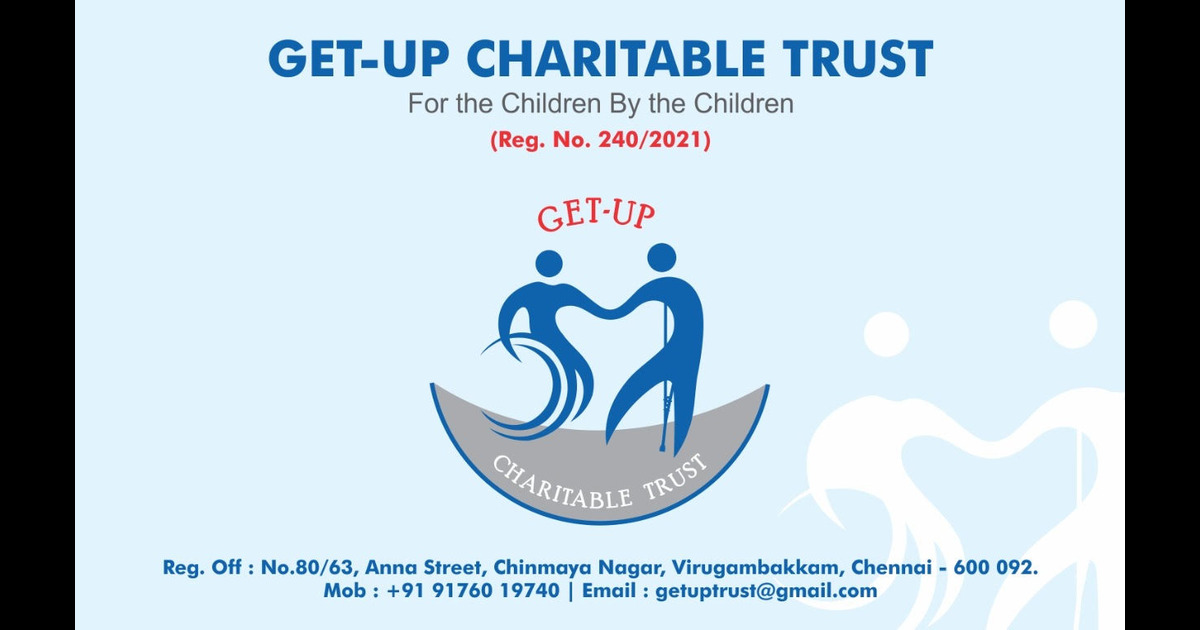 GET-UP CHARITABLE TRUST
For the Children By the Children
(Reg. No. 240/2021)
GET-UP
CHARITABLE TRUST
Reg. Off : No.80/63, Anna Street, Chinmaya Nagar, Virugambakkam, Chennai - 600 092.
Mob : +91 91760 19740 | Email : getuptrust@gmail.com